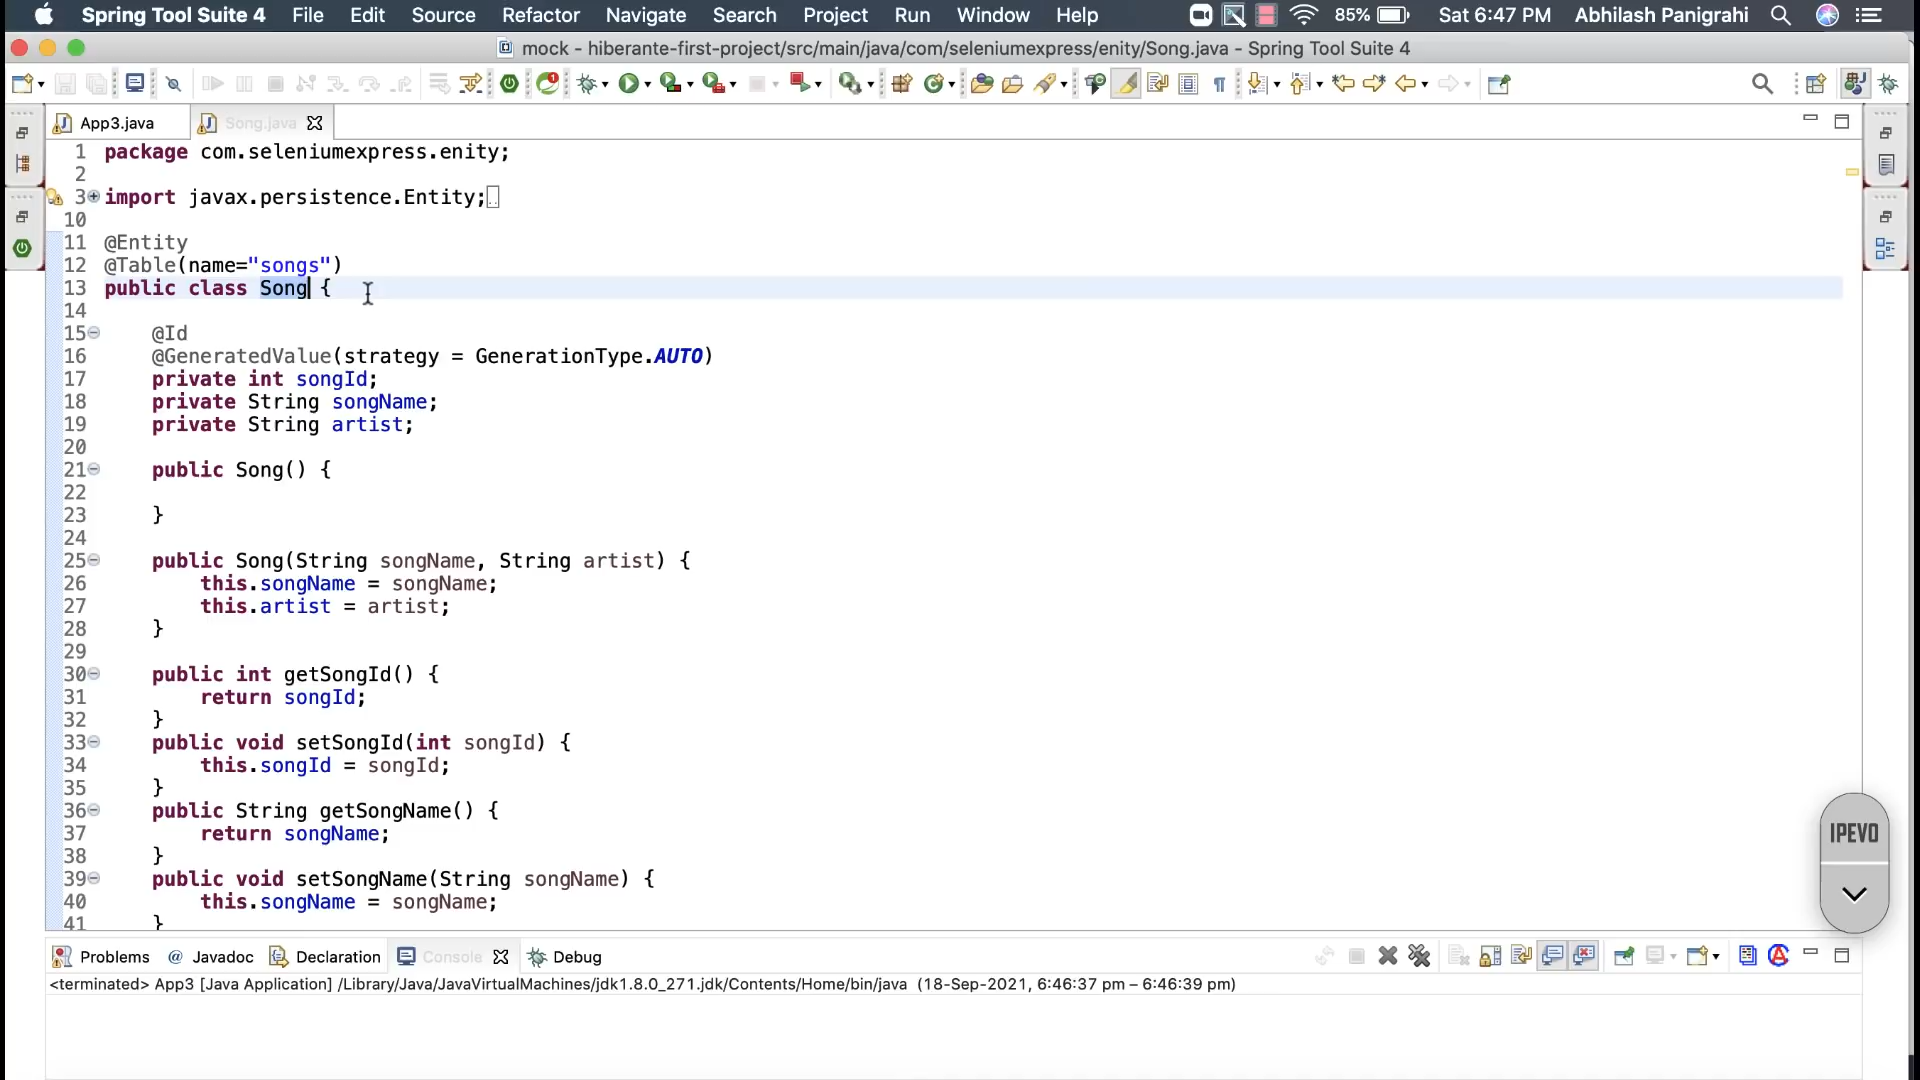 Spring Tool Suite 4 File Edit Source Refactor Navigate Search Project Run Window Help 85% Sat 6:47 PM Abhilash Panigrahi
mock - hiberante-first-project/src/main/java/com/seleniumexpress/enity/Song.java - Spring Tool Suite 4
App3.java Song.java
1 package com.seleniumexpress.enity;
2
3 import javax.persistence.Entity;
10
11 @Entity
12 @Table(name="songs")
13 public class Song {
14
15 @Id
16 @GeneratedValue(strategy = GenerationType.AUTO)
17 private int songId;
18 private String songName;
19 private String artist;
20
21 public Song() {
22
23 }
24
25 public Song(String songName, String artist) {
26 this.songName = songName;
27 this.artist = artist;
28 }
29
30 public int getSongId() {
31 return songId;
32 }
33 public void setSongId(int songId) {
34 this.songId = songId;
35 }
36 public String getSongName() {
37 return songName;
38 }
39 public void setSongName(String songName) {
40 this.songName = songName;
41 }
IPEVO
Problems @ Javadoc Declaration Console Debug
<terminated> App3 [Java Application] /Library/Java/JavaVirtualMachines/jdk1.8.0_271.jdk/Contents/Home/bin/java (18-Sep-2021, 6:46:37 pm – 6:46:39 pm)